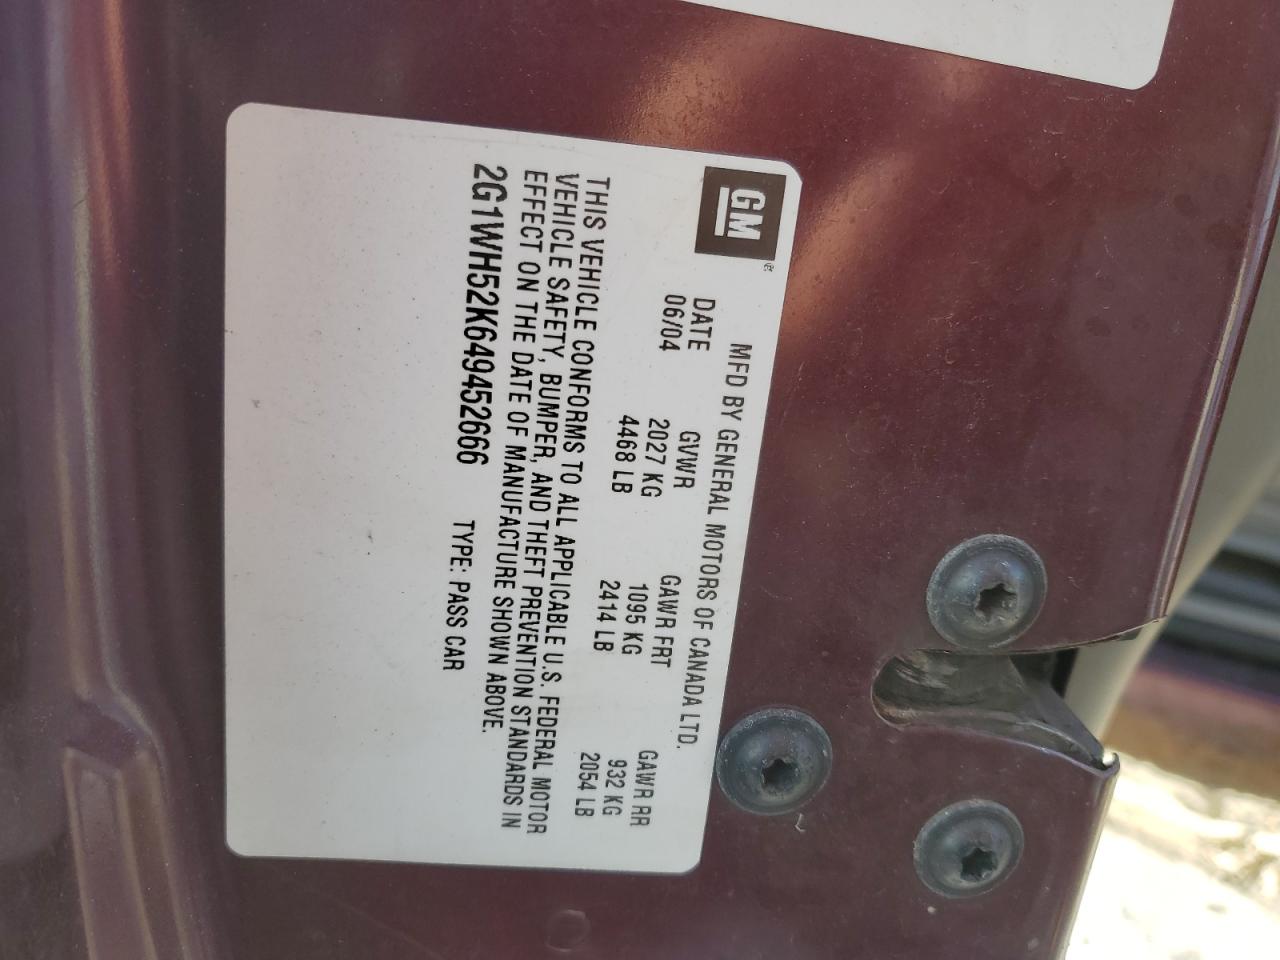 GM
MFD BY GENERAL MOTORS OF CANADA LTD.
DATE GVWR GAWR FRT GAWR RR
06/04 2027 KG 1095 KG 932 KG
4468 LB 2414 LB 2054 LB
THIS VEHICLE CONFORMS TO ALL APPLICABLE U.S. FEDERAL MOTOR
VEHICLE SAFETY, BUMPER, AND THEFT PREVENTION STANDARDS IN
EFFECT ON THE DATE OF MANUFACTURE SHOWN ABOVE.
2G1WH52K649452666 TYPE: PASS CAR